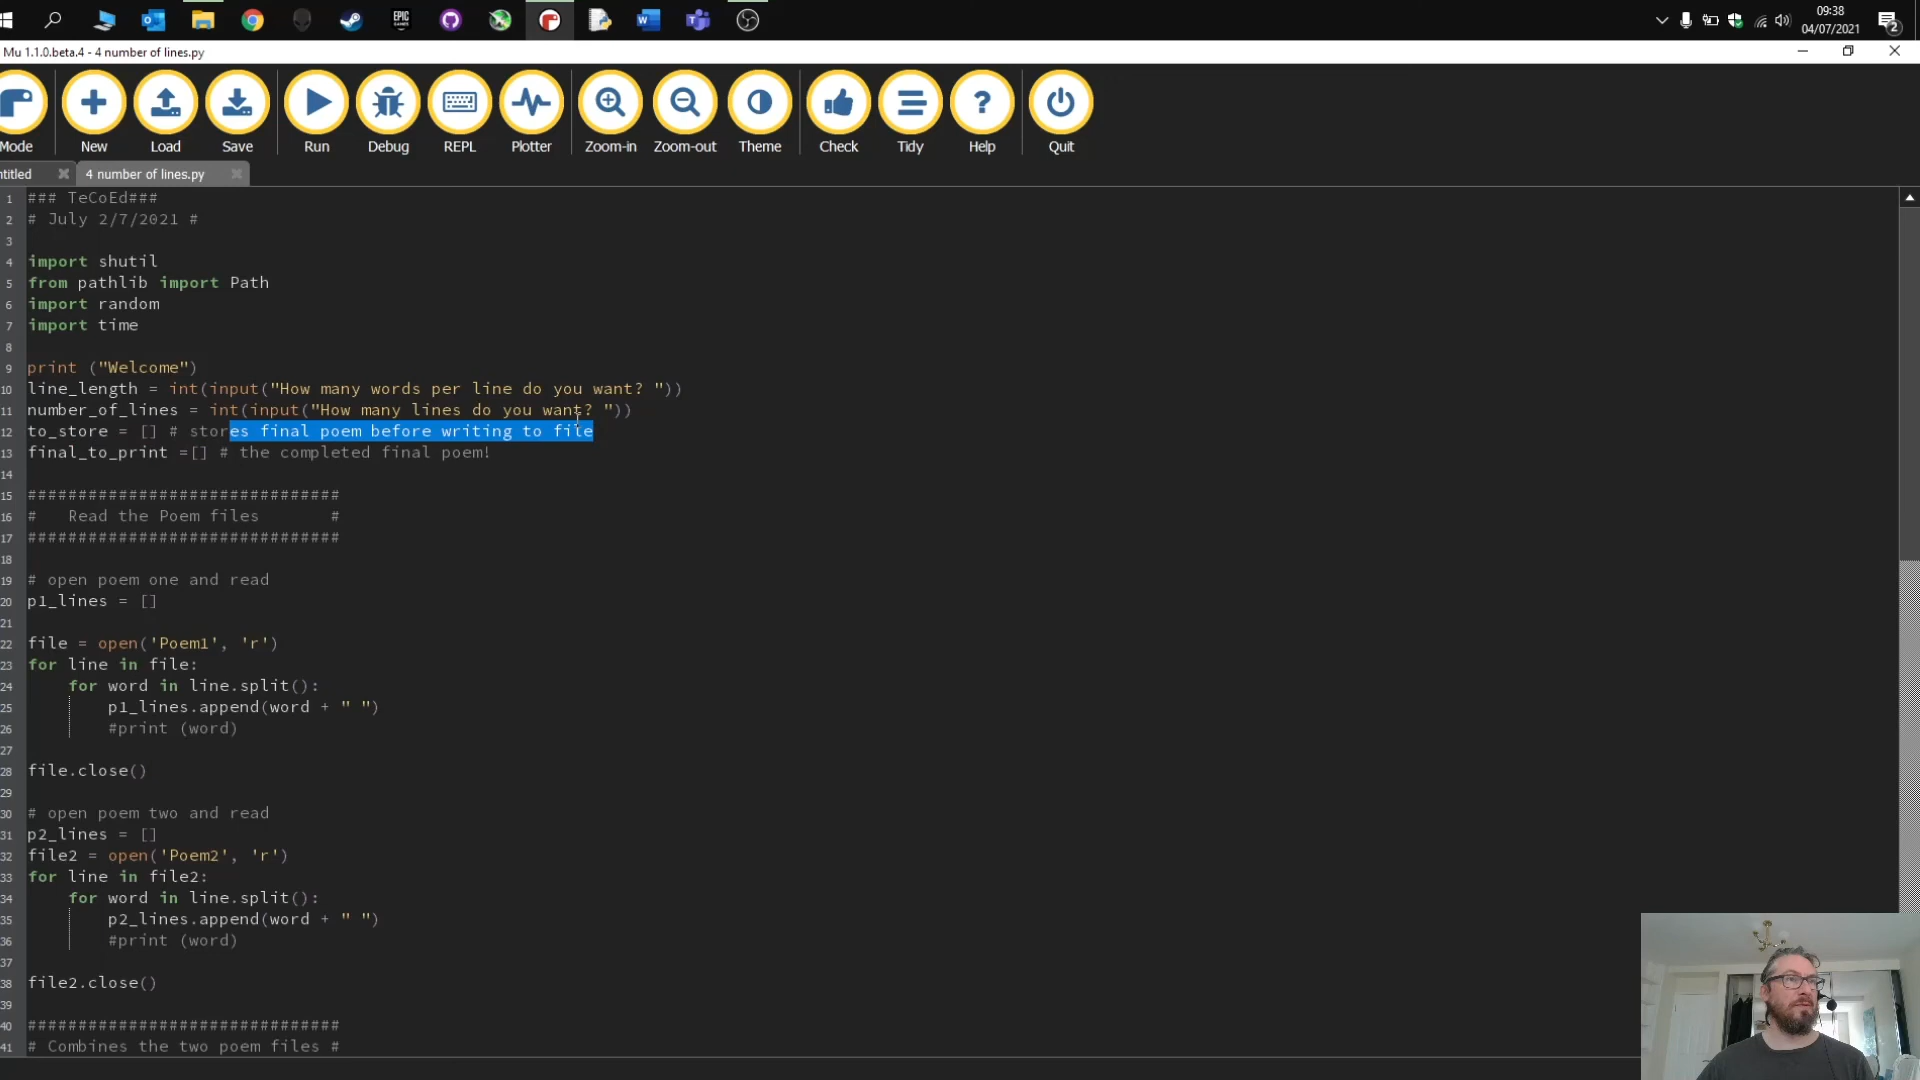 09:38
04/07/2021
2
Mu 1.1.0.beta.4 - 4 number of lines.py
Mode New Load Save Run Debug REPL Plotter Zoom-in Zoom-out Theme Check Tidy Help Quit
ntitled 4 number of lines.py
1 ### TeCoEd###
2 # July 2/7/2021 #
3
4 import shutil
5 from pathlib import Path
6 import random
7 import time
8
9 print ("Welcome")
10 line_length = int(input("How many words per line do you want? "))
11 number_of_lines = int(input("How many lines do you want? "))
12 to_store = [] # stores final poem before writing to file
13 final_to_print =[] # the completed final poem!
14
15 ###############################
16 #   Read the Poem files       #
17 ###############################
18
19 # open poem one and read
20 p1_lines = []
21
22 file = open('Poem1', 'r')
23 for line in file:
24     for word in line.split():
25         p1_lines.append(word + " ")
26         #print (word)
27
28 file.close()
29
30 # open poem two and read
31 p2_lines = []
32 file2 = open('Poem2', 'r')
33 for line in file2:
34     for word in line.split():
35         p2_lines.append(word + " ")
36         #print (word)
37
38 file2.close()
39
40 ###############################
41 # Combines the two poem files #